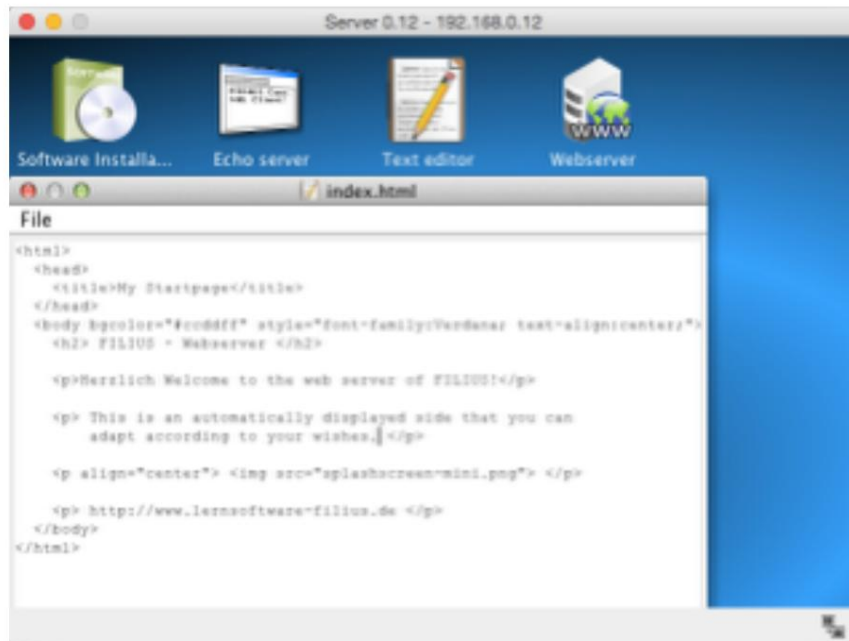 Server 0.12 - 192.168.0.12
Software Installa... Echo server Text editor Webserver
WWW
index.html
File
<html>
<head>
<title>My Startpage</title>
</head>
<body bgcolor="#ccddff" style="font-family:Verdana; text-align:center;">
<h2> FILIUS - Webserver </h2>
<p>Herzlich Welcome to the web server of FILIUS!</p>
<p> This is an automatically displayed side that you can
adapt according to your wishes. </p>
<p align="center"> <img src="splashscreen-mini.png"> </p>
<p> http://www.lernsoftware-filius.de </p>
</body>
</html>